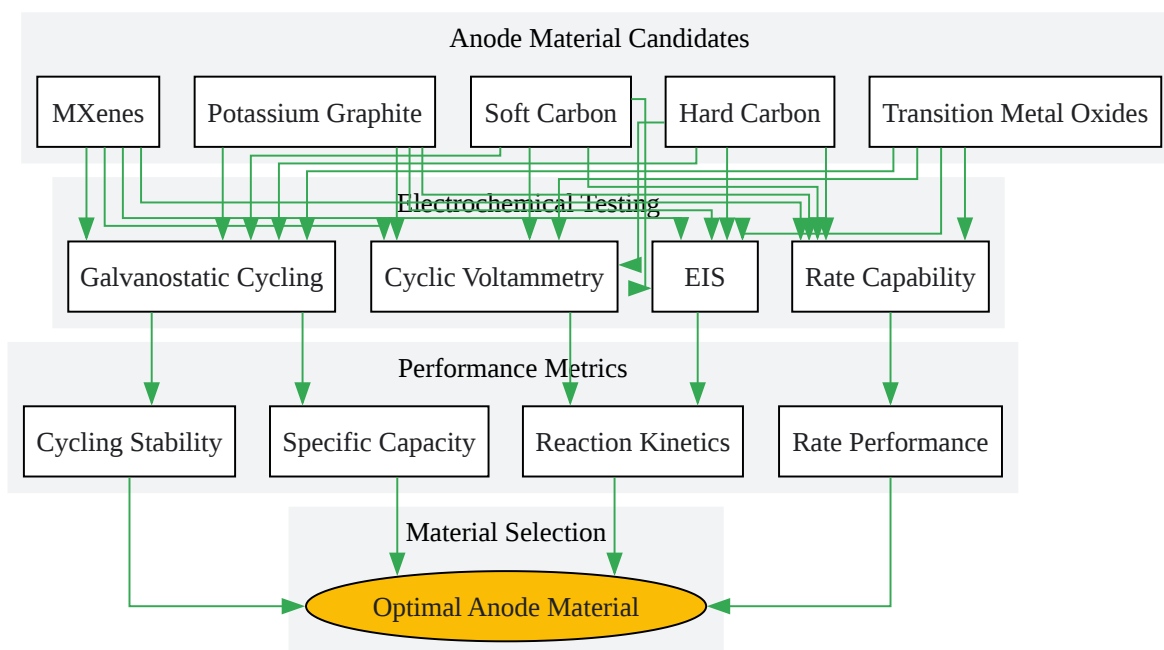 Anode Material Candidates
MXenes
Potassium Graphite
Soft Carbon
Hard Carbon
Transition Metal Oxides
Electrochemical Testing
Galvanostatic Cycling
Cyclic Voltammetry
EIS
Rate Capability
Performance Metrics
Cycling Stability
Specific Capacity
Reaction Kinetics
Rate Performance
Material Selection
Optimal Anode Material